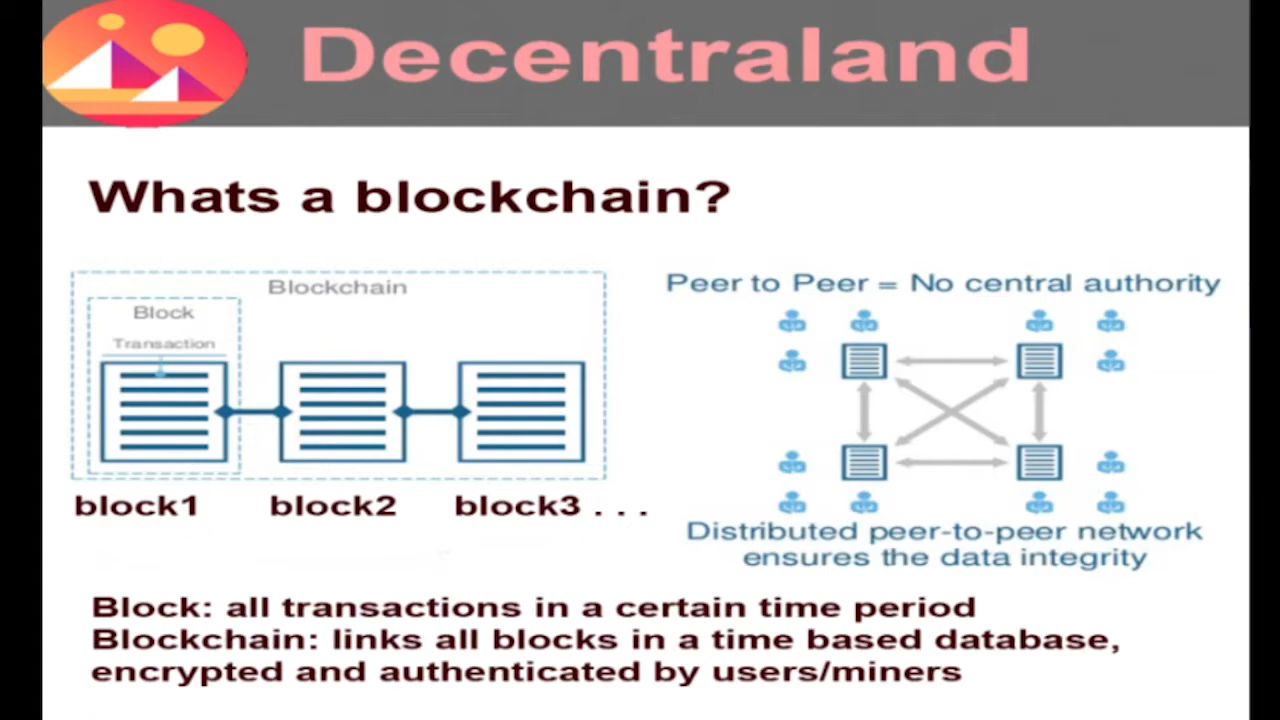 Decentraland
Whats a blockchain?
Blockchain
Block
Transaction
block1 block2 block3 . . .
Peer to Peer = No central authority
Distributed peer-to-peer network
ensures the data integrity
Block: all transactions in a certain time period
Blockchain: links all blocks in a time based database,
encrypted and authenticated by users/miners